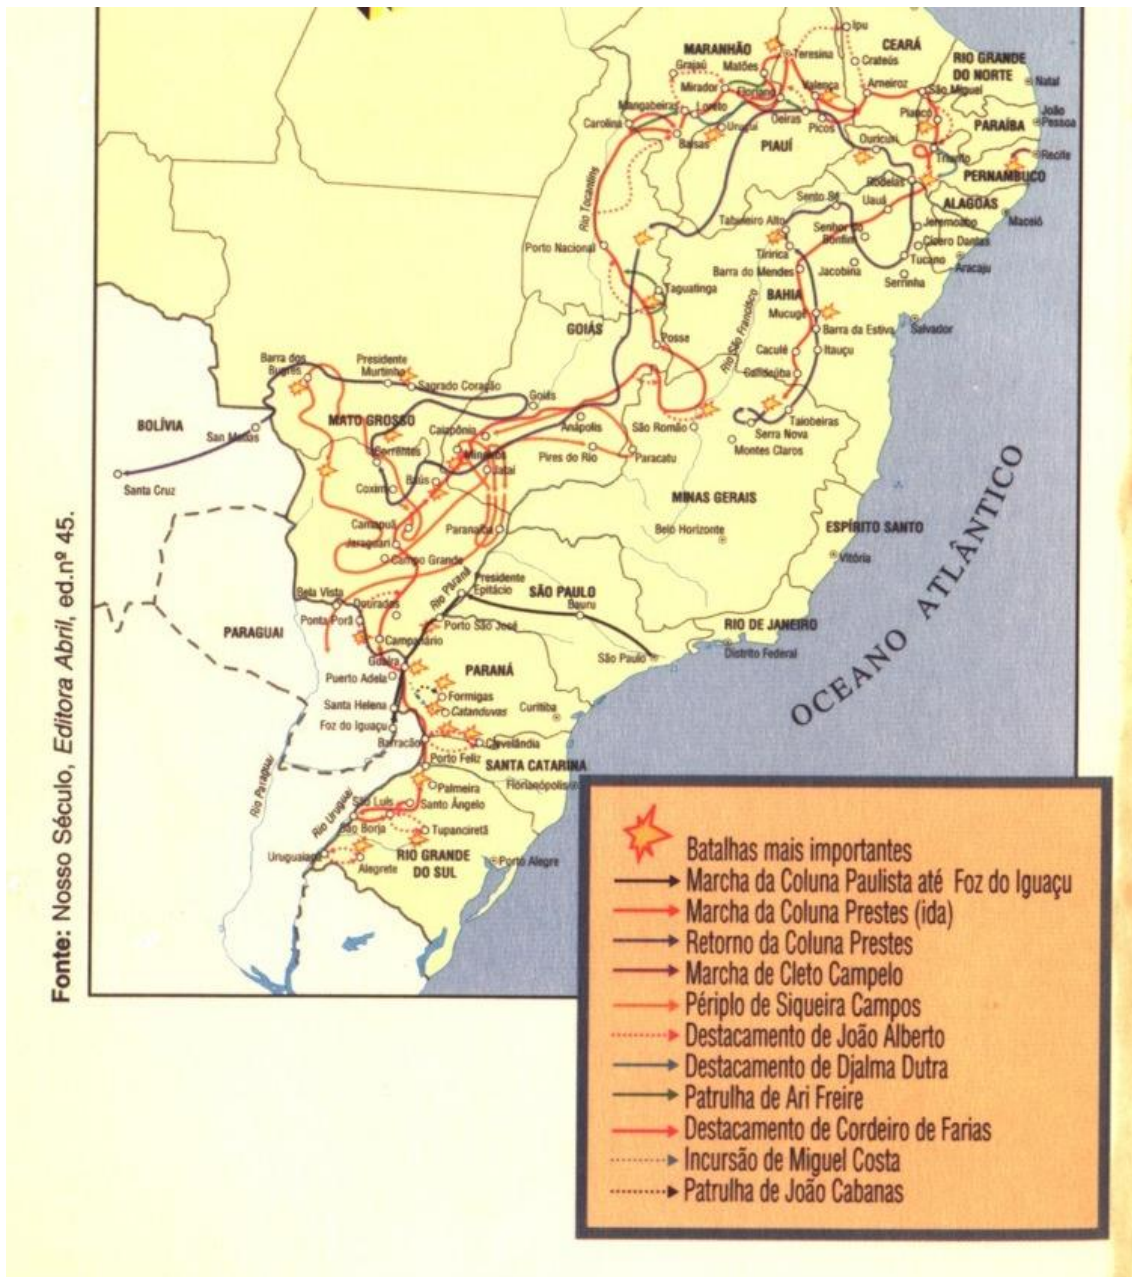 Ipu
CEARÁ
MARANHÃO
Teresina
RIO GRANDE
DO NORTE
Grajaú
Matões
Crateús
Natal
Mirador
Floriano
Valença
Arneiroz
São Miguel
Mangabeiras
Loreto
Oeiras
Picos
Piancó
João
Pessoa
PARAÍBA
Carolina
Balsas
Uruçuí
PIAUÍ
Ouricuri
Triunfo
Recife
PERNAMBUCO
Rio Tocantins
Rodelas
Sento Sé
Uauá
ALAGOAS
Tabuleiro Alto
Jeremoabo
Maceió
Senhor do
Bonfim
Porto Nacional
Tiririca
Cícero Dantas
Tucano
Barra do Mendes
Jacobina
Aracaju
Serrinha
Taguatinga
BAHIA
Mucugê
Rio São Francisco
GOIÁS
Barra da Estiva
Salvador
Posse
Caculé
Itauçu
Barra dos
Bugres
Presidente
Murtinho
Sagrado Coração
Goiás
BOLÍVIA
MATO GROSSO
San Matías
Caiapônia
Anápolis
São Romão
Taiobeiras
Serra Nova
Montes Claros
Correntes
Mineiros
Pires do Rio
Paracatu
Santa Cruz
Coxim
Baús
Jataí
MINAS GERAIS
Camapuã
Paranaíba
Belo Horizonte
ESPÍRITO SANTO
Jaraguari
Campo Grande
Vitória
OCEANO ATLÂNTICO
Bela Vista
Dourados
Rio Paraná
Presidente
Epitácio
SÃO PAULO
Bauru
Ponta Porã
PARAGUAI
Campanário
Porto São José
RIO DE JANEIRO
São Paulo
Distrito Federal
Guaíra
PARANÁ
Puerto Adela
Formigas
Santa Helena
Catanduvas
Curitiba
Foz do Iguaçu
Barracão
Clevelândia
Rio Paraguai
Porto Feliz
SANTA CATARINA
Palmeira
Florianópolis
Rio Uruguai
São Luís
Santo Ângelo
São Borja
Tupanciretã
Uruguaiana
RIO GRANDE
DO SUL
Porto Alegre
Alegrete
Fonte: Nosso Século, Editora Abril, ed.nº 45.
Batalhas mais importantes
Marcha da Coluna Paulista até Foz do Iguaçu
Marcha da Coluna Prestes (ida)
Retorno da Coluna Prestes
Marcha de Cleto Campelo
Périplo de Siqueira Campos
Destacamento de João Alberto
Destacamento de Djalma Dutra
Patrulha de Ari Freire
Destacamento de Cordeiro de Farias
Incursão de Miguel Costa
Patrulha de João Cabanas